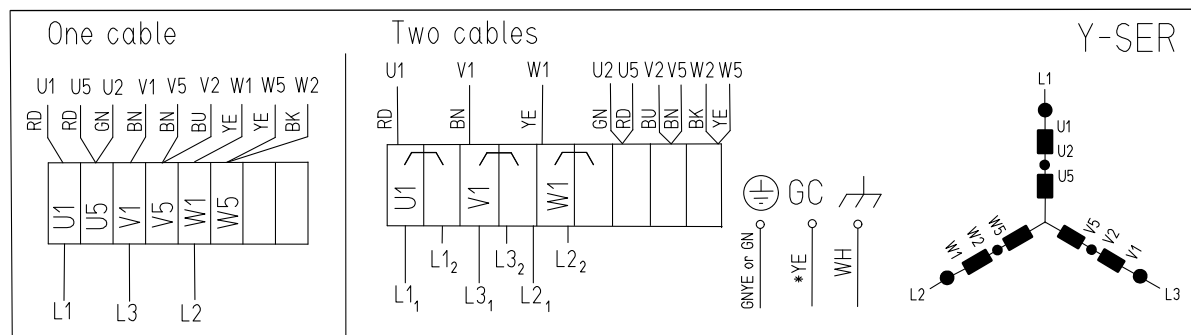 One cable
U1 U5 U2 V1 V5 V2 W1 W5 W2
RD RD GN BN BN BU YE YE BK
U1 U5 V1 V5 W1 W5
L1 L3 L2
Two cables
U1 V1 W1 U2 U5 V2 V5 W2 W5
RD BN YE GN RD BU BN BK YE
U1 V1 W1
L1₂ L3₂ L2₂
L1₁ L3₁ L2₁
GC
GNYE or GN
*YE
WH
Y-SER
L1
U1
U2
U5
W1 W2 W5
V5 V2 V1
L2
L3